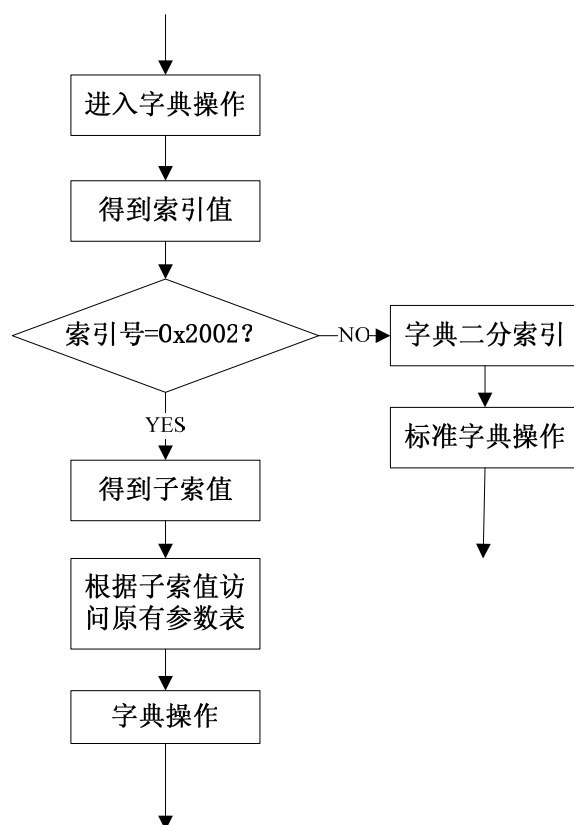 进入字典操作
得到索引值
索引号=0x2002？
NO
字典二分索引
标准字典操作
YES
得到子索值
根据子索值访
问原有参数表
字典操作